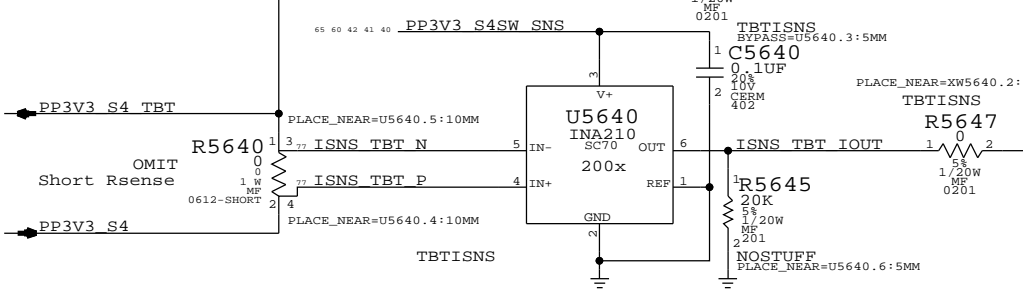 1/20W
MF
0201
65 60 42 41 40 PP3V3_S4SW_SNS
TBTISNS
BYPASS=U5640.3:5MM
1 C5640
0.1UF
20%
10V
2 CERM
402
3
V+
PP3V3_S4_TBT
PLACE_NEAR=U5640.5:10MM
PLACE_NEAR=XW5640.2:
TBTISNS
R5647
R5640 1 3
0
0
1 W
MF
0612-SHORT
2 4
OMIT
Short Rsense
77 ISNS_TBT_N
77 ISNS_TBT_P
5 IN-
4 IN+
U5640
INA210
SC70
200x
OUT 6
REF 1
GND
2
ISNS_TBT_IOUT
1 0 2
5%
1/20W
MF
0201
1 R5645
20K
5%
1/20W
MF
2 201
NOSTUFF
PLACE_NEAR=U5640.6:5MM
PLACE_NEAR=U5640.4:10MM
PP3V3_S4
TBTISNS